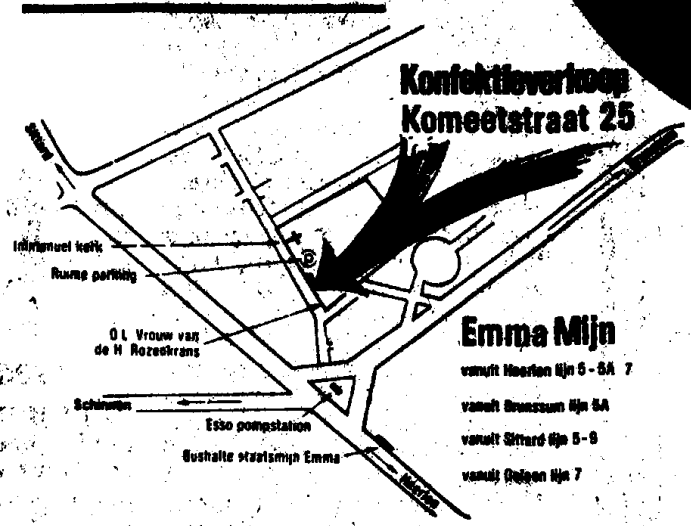 Konfektieverkoop
Komeetstraat 25
Sittard
Immanuel kerk
Ruime parking
O L Vrouw van
de H Rozenkrans
Schinnen
Esso pompstation
Bushalte staatsmijn Emma
Heerlen
Emma Mijn
vanuit Heerlen lijn 5 - 5A 7
vanuit Brunssum lijn 5A
vanuit Sittard lijn 5-9
vanuit Geleen lijn 7